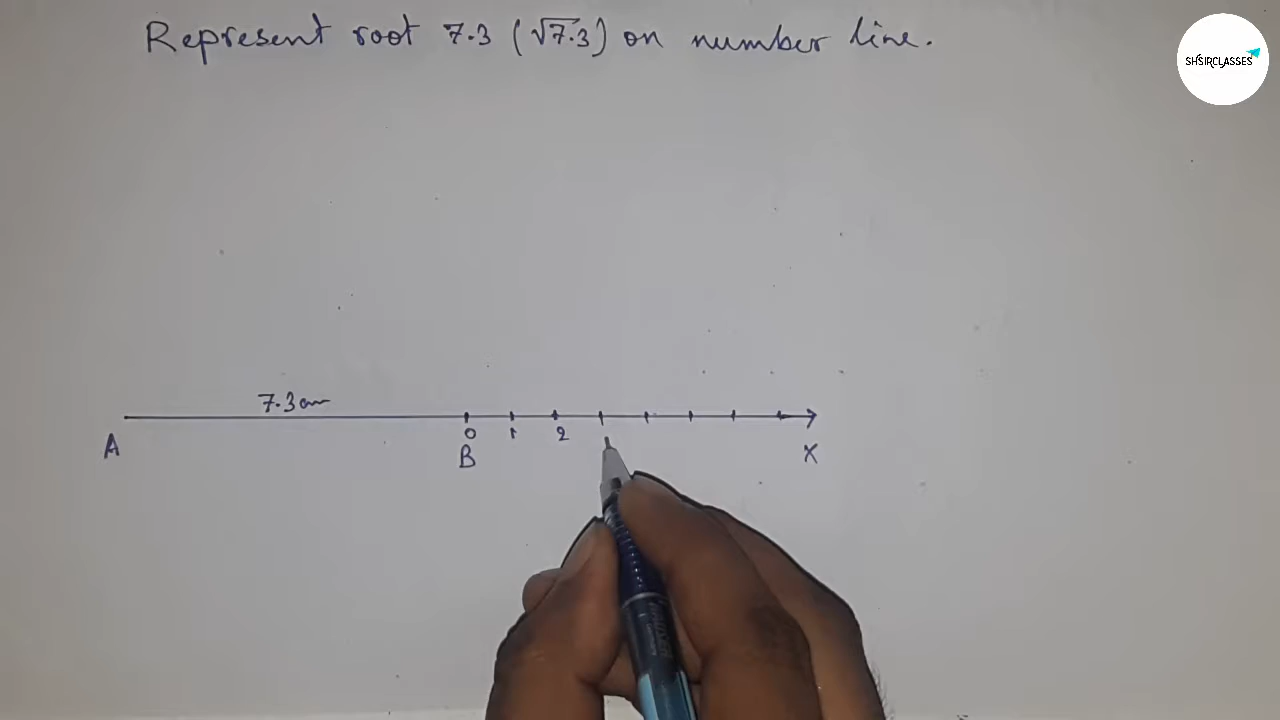 Represent root 7.3 (√7.3) on number line.
SHSIRCLASSES
7.3cm
0 1 2
A B X